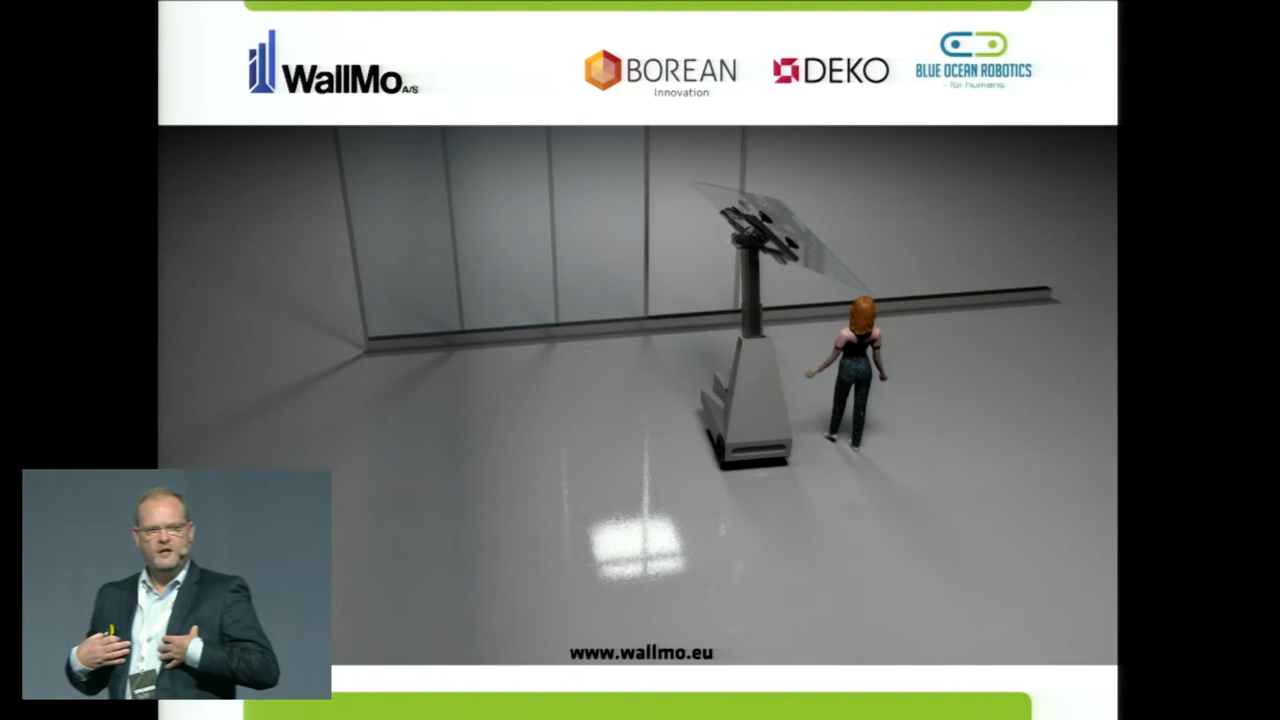 WallMo A/S
BOREAN
Innovation
DEKO
BLUE OCEAN ROBOTICS
- for humans
www.wallmo.eu